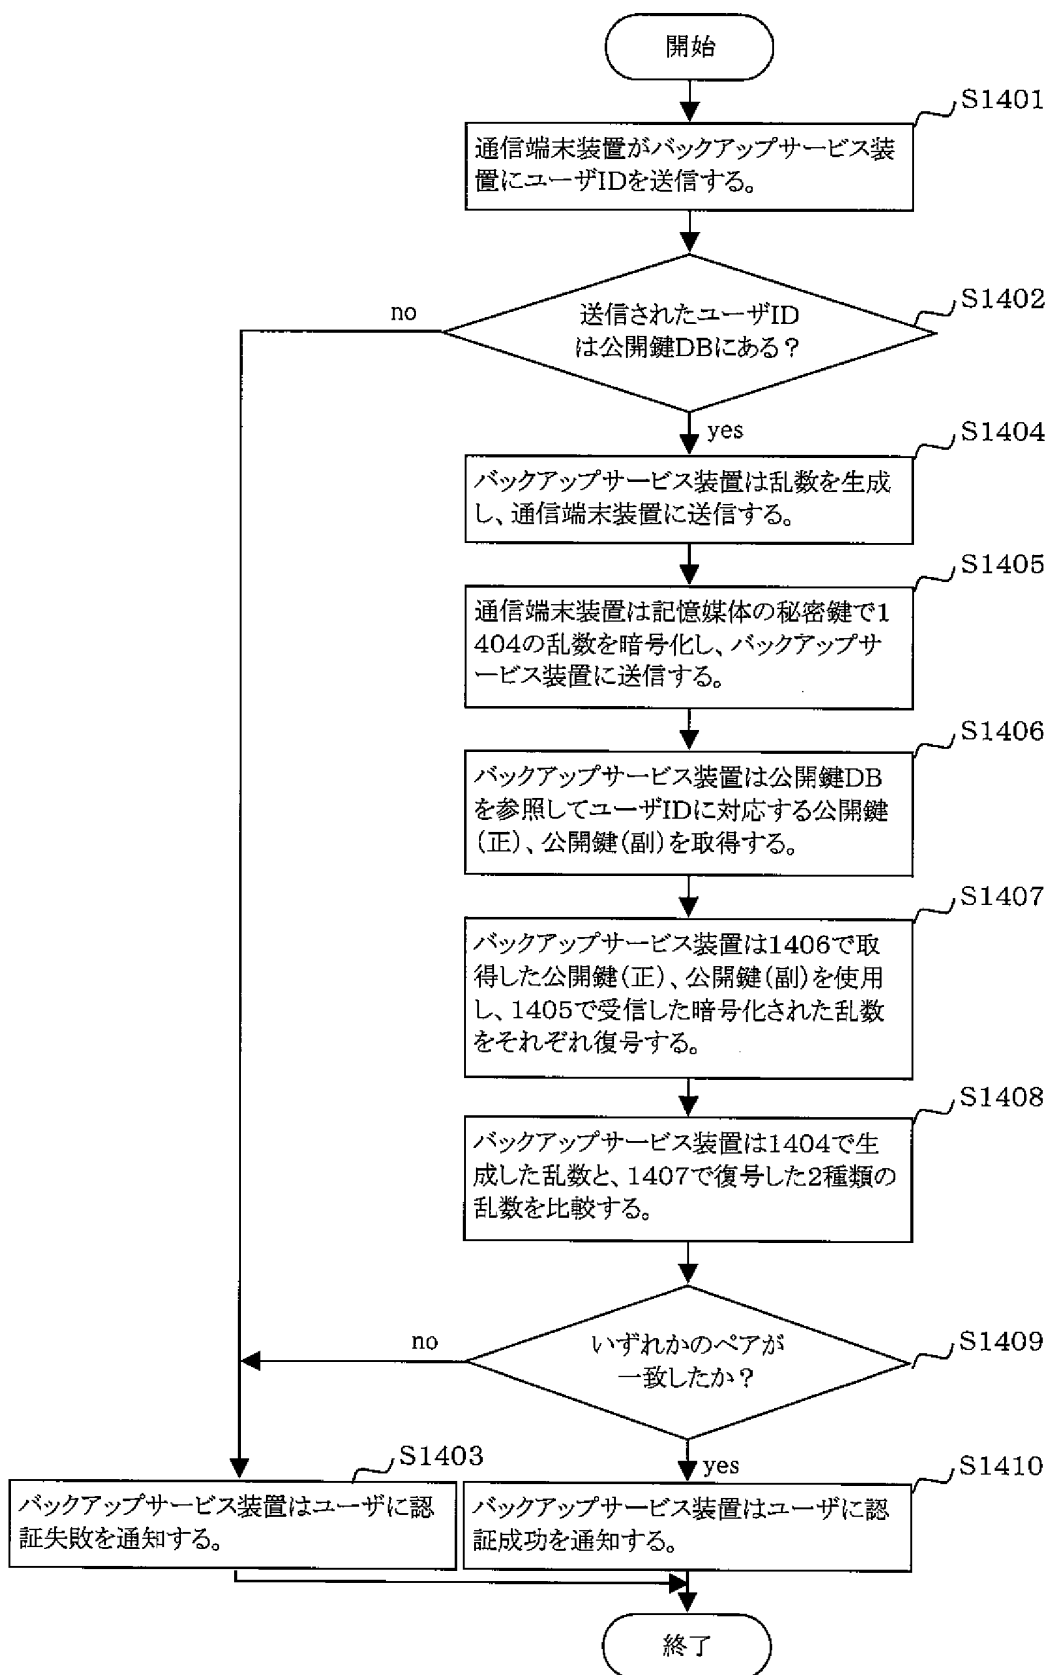 開始
S1401
通信端末装置がバックアップサービス装
置にユーザIDを送信する。
S1402
no
送信されたユーザID
は公開鍵DBにある？
yes
S1404
バックアップサービス装置は乱数を生成
し、通信端末装置に送信する。
S1405
通信端末装置は記憶媒体の秘密鍵で1
404の乱数を暗号化し、バックアップサ
ービス装置に送信する。
S1406
バックアップサービス装置は公開鍵DB
を参照してユーザIDに対応する公開鍵
(正)、公開鍵(副)を取得する。
S1407
バックアップサービス装置は1406で取
得した公開鍵(正)、公開鍵(副)を使用
し、1405で受信した暗号化された乱数
をそれぞれ復号する。
S1408
バックアップサービス装置は1404で生
成した乱数と、1407で復号した2種類の
乱数を比較する。
no
いずれかのペアが
一致したか？
S1409
yes
S1403
バックアップサービス装置はユーザに認
証失敗を通知する。
S1410
バックアップサービス装置はユーザに認
証成功を通知する。
終了